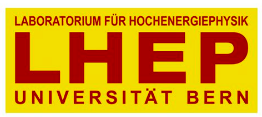 LABORATORIUM FÜR HOCHENERGIEPHYSIK
LHEP
UNIVERSITÄT BERN